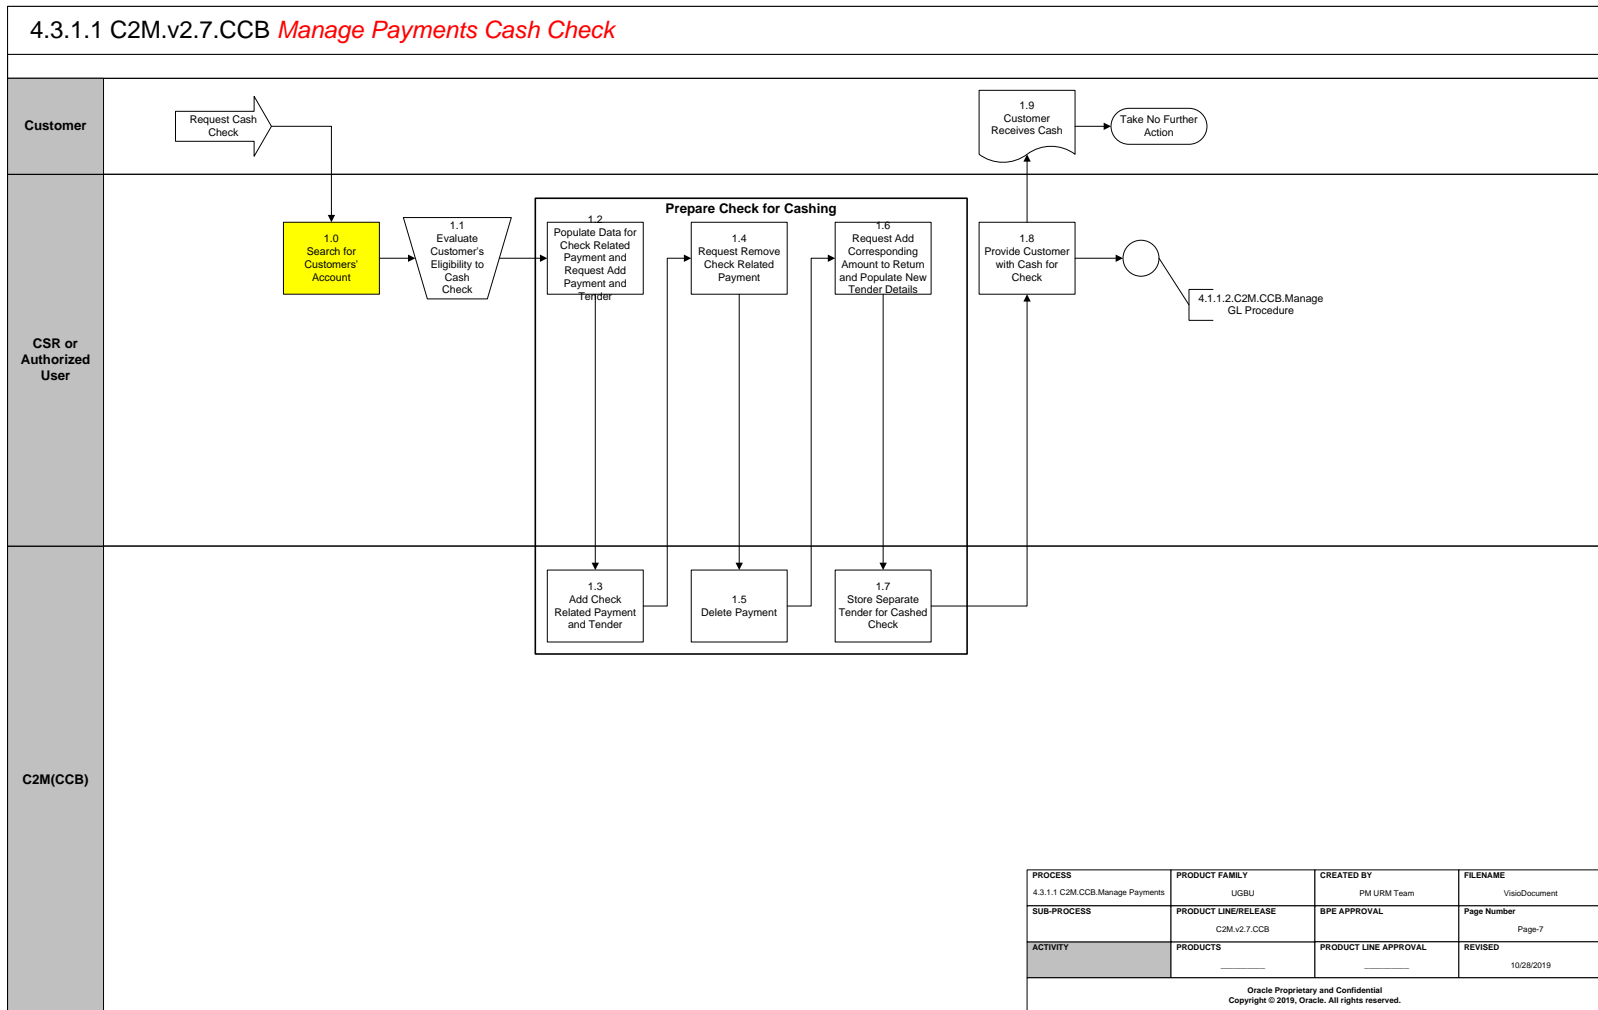 4.3.1.1 C2M.v2.7.CCB Manage Payments Cash Check
Customer
Request Cash
Check
1.9
Customer
Receives Cash
Take No Further
Action
CSR or
Authorized
User
1.0
Search for
Customers'
Account
1.1
Evaluate
Customer's
Eligibility to
Cash
Check
Prepare Check for Cashing
1.2
Populate Data for
Check Related
Payment and
Request Add
Payment and
Tender
1.4
Request Remove
Check Related
Payment
1.6
Request Add
Corresponding
Amount to Return
and Populate New
Tender Details
1.8
Provide Customer
with Cash for
Check
4.1.1.2.C2M.CCB.Manage
GL Procedure
C2M(CCB)
1.3
Add Check
Related Payment
and Tender
1.5
Delete Payment
1.7
Store Separate
Tender for Cashed
Check
PROCESS
4.3.1.1 C2M.CCB.Manage Payments
PRODUCT FAMILY
UGBU
CREATED BY
PM URM Team
FILENAME
VisioDocument
SUB-PROCESS
PRODUCT LINE/RELEASE
C2M.v2.7.CCB
BPE APPROVAL
Page Number
Page-7
ACTIVITY
PRODUCTS
PRODUCT LINE APPROVAL
REVISED
10/28/2019
Oracle Proprietary and Confidential
Copyright © 2019, Oracle. All rights reserved.